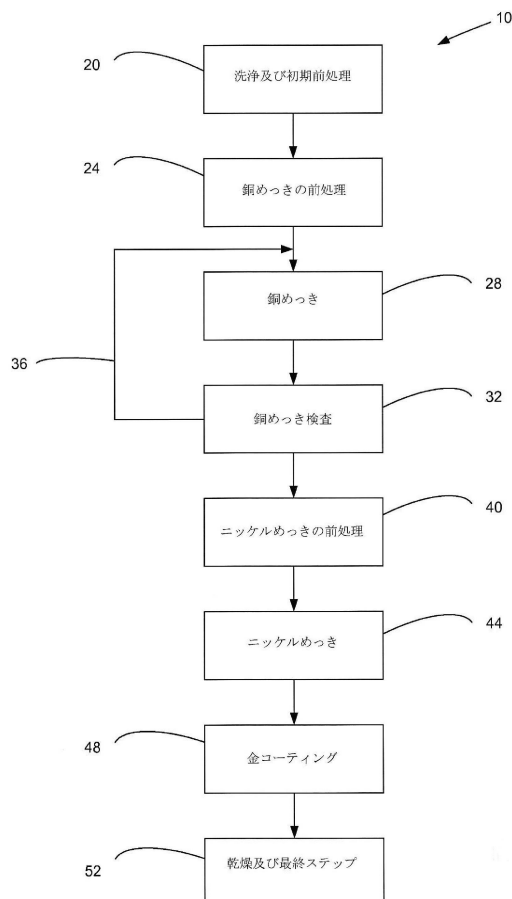 10
20
洗浄及び初期前処理
24
銅めっきの前処理
28
銅めっき
36
32
銅めっき検査
40
ニッケルめっきの前処理
44
ニッケルめっき
48
金コーティング
52
乾燥及び最終ステップ